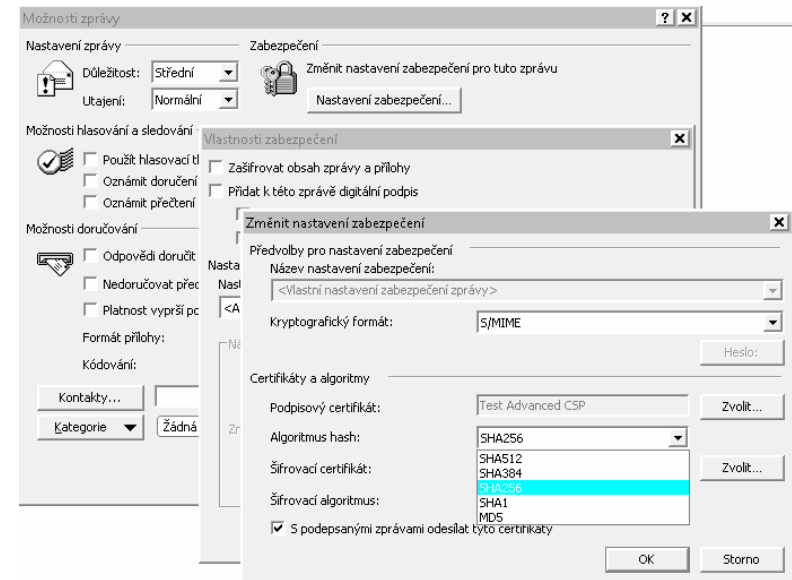 Možnosti zprávy
Nastavení zprávy
Zabezpečení
Důležitost: Střední
Změnit nastavení zabezpečení pro tuto zprávu
Utajení: Normální
Nastavení zabezpečení...
Možnosti hlasování a sledování
Vlastnosti zabezpečení
Použít hlasovací tl
Zašifrovat obsah zprávy a přílohy
Oznámit doručení
Přidat k této zprávě digitální podpis
Oznámit přečtení
Změnit nastavení zabezpečení
Možnosti doručování
Předvolby pro nastavení zabezpečení
Odpovědi doručit
Nasta
Název nastavení zabezpečení:
Nedoručovat před
Nas
<Vlastní nastavení zabezpečení zprávy>
Platnost vyprší po
<A
Kryptografický formát: S/MIME
Formát přílohy:
Ná
Heslo:
Kódování:
Certifikáty a algoritmy
Kontakty...
Podpisový certifikát: Test Advanced CSP Zvolit...
Kategorie Žádná
Zr
Algoritmus hash: SHA256
SHA512
Šifrovací certifikát: SHA384 Zvolit...
SHA256
Šifrovací algoritmus: SHA1
MD5
S podepsanými zprávami odesílat tyto certifikáty
OK Storno